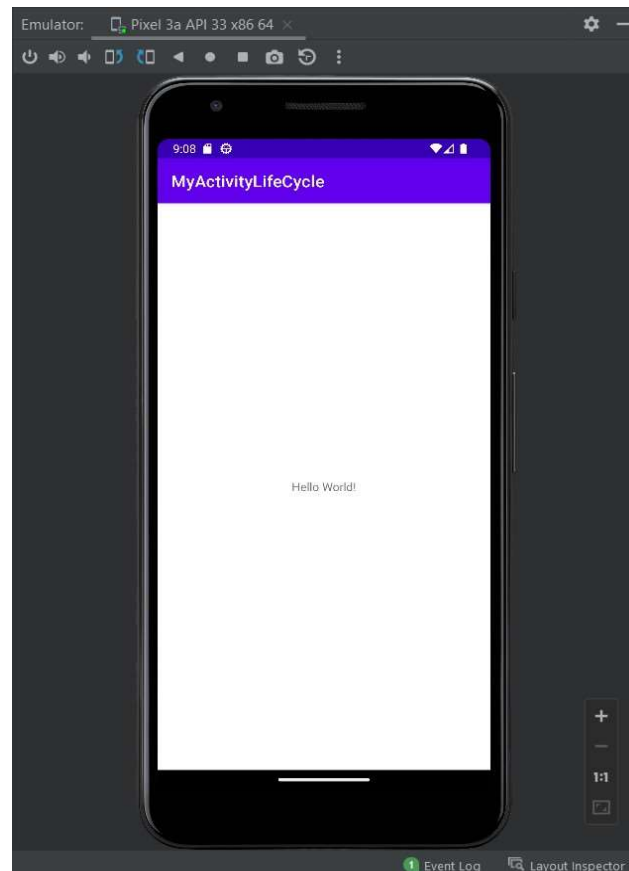 Emulator: Pixel 3a API 33 x86 64
9:08
MyActivityLifeCycle
Hello World!
1:1
1 Event Log Layout Inspector